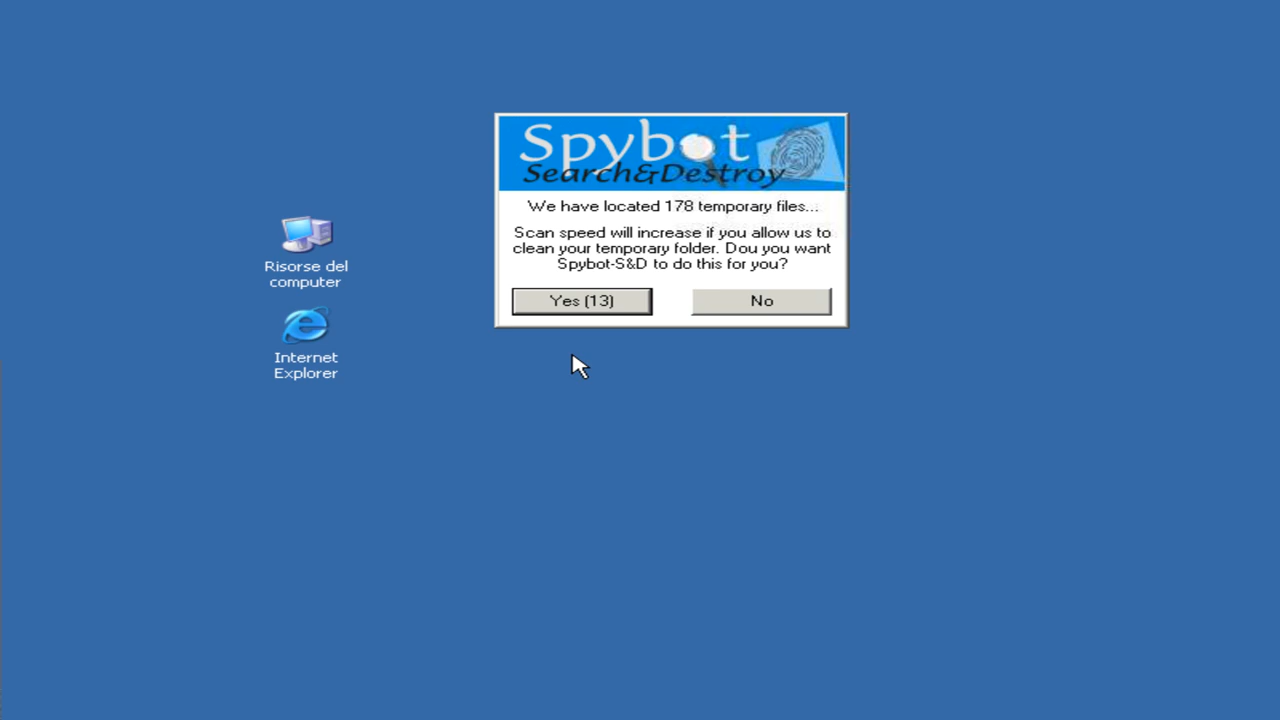 Spybot
Search&Destroy
We have located 178 temporary files...
Scan speed will increase if you allow us to
clean your temporary folder. Dou you want
Spybot-S&D to do this for you?
Yes (13)
No
Risorse del
computer
Internet
Explorer